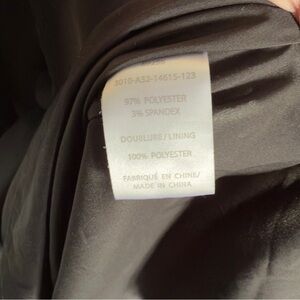 3010-A32-14615-123
97% POLYESTER
3% SPANDEX
DOUBLURE/LINING
100% POLYESTER
FABRIQUÉ EN CHINE/
MADE IN CHINA